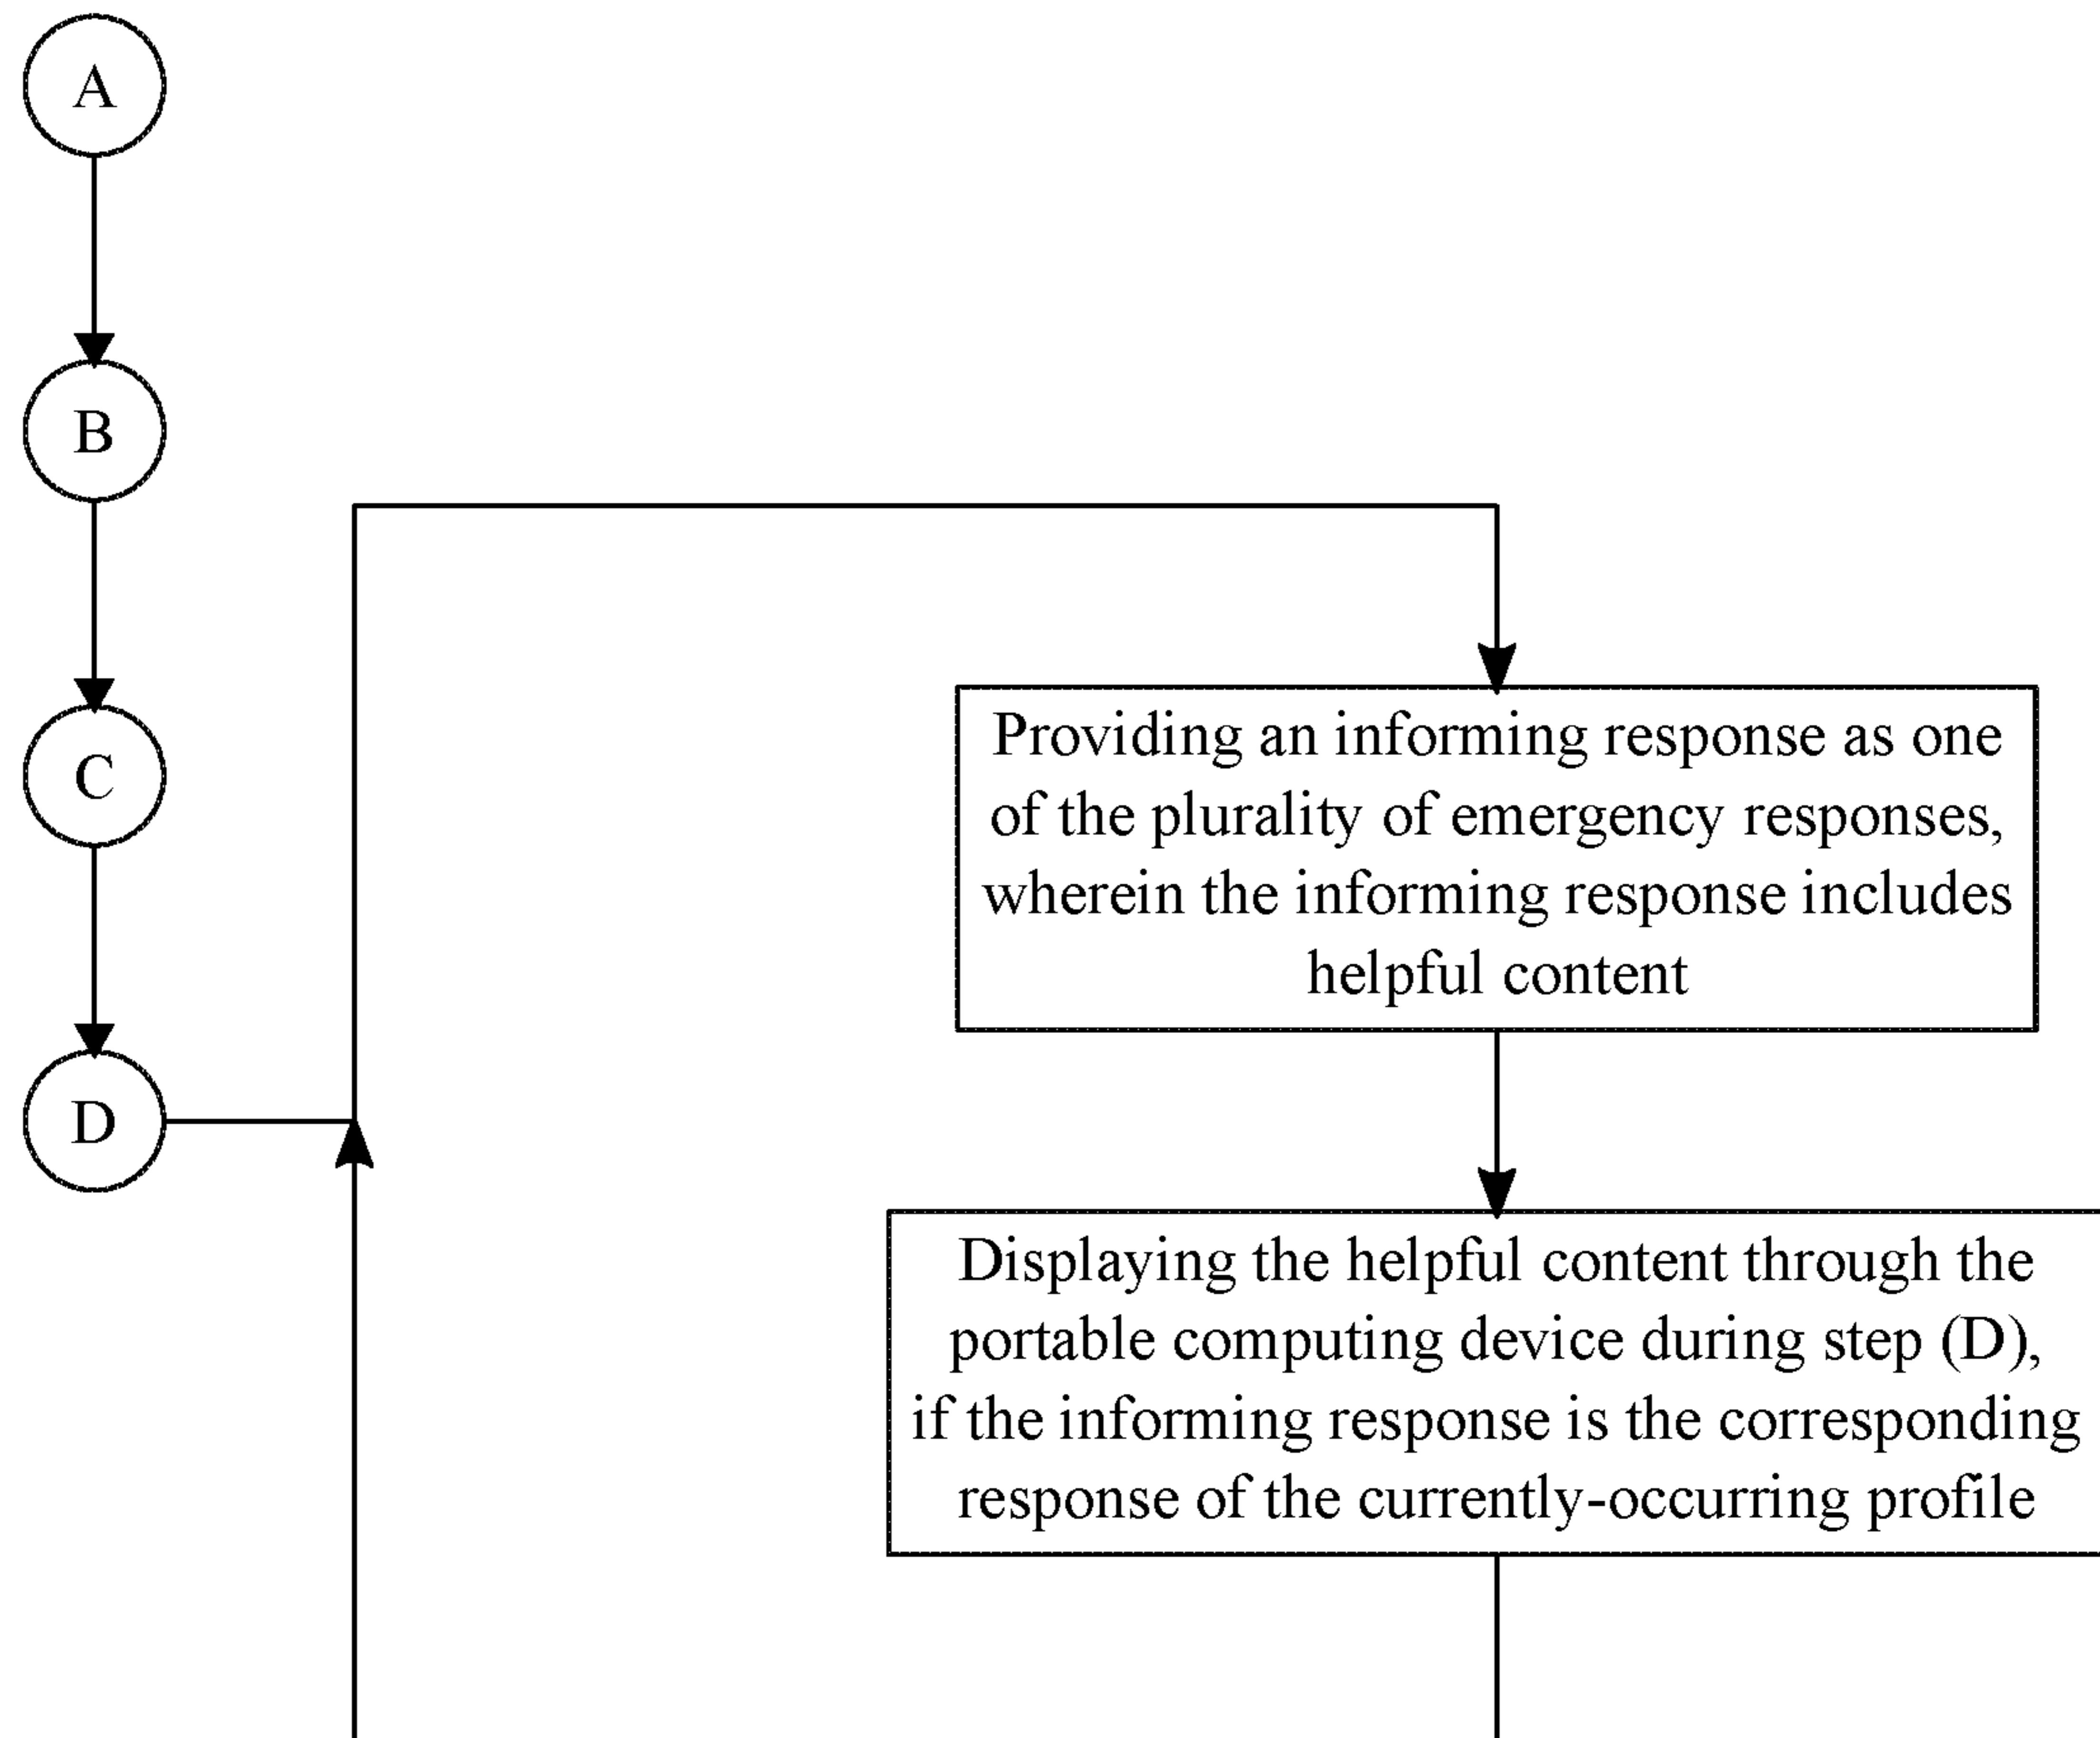 A
B
C
D
Providing an informing response as one
of the plurality of emergency responses,
wherein the informing response includes
helpful content
Displaying the helpful content through the
portable computing device during step (D),
if the informing response is the corresponding
response of the currently-occurring profile